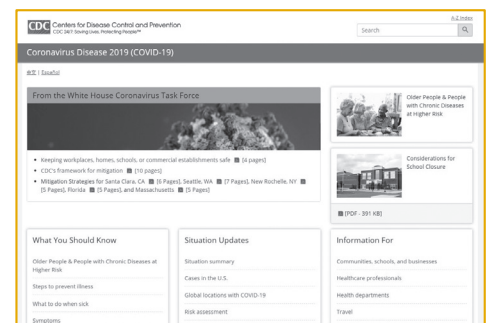 A-Z Index
CDC Centers for Disease Control and Prevention
CDC 24/7: Saving Lives, Protecting People™
Search
Coronavirus Disease 2019 (COVID-19)
| Español
From the White House Coronavirus Task Force
• Keeping workplaces, homes, schools, or commercial establishments safe [4 pages]
• CDC's framework for mitigation [10 pages]
• Mitigation Strategies for Santa Clara, CA [6 Pages], Seattle, WA [7 Pages], New Rochelle, NY
[5 Pages], Florida [5 Pages], and Massachusetts [5 Pages]
Older People & People
with Chronic Diseases
at Higher Risk
Considerations for
School Closure
[PDF - 391 KB]
What You Should Know
Older People & People with Chronic Diseases at
Higher Risk
Steps to prevent illness
What to do when sick
Symptoms
Situation Updates
Situation summary
Cases in the U.S.
Global locations with COVID-19
Risk assessment
Information For
Communities, schools, and businesses
Healthcare professionals
Health departments
Travel